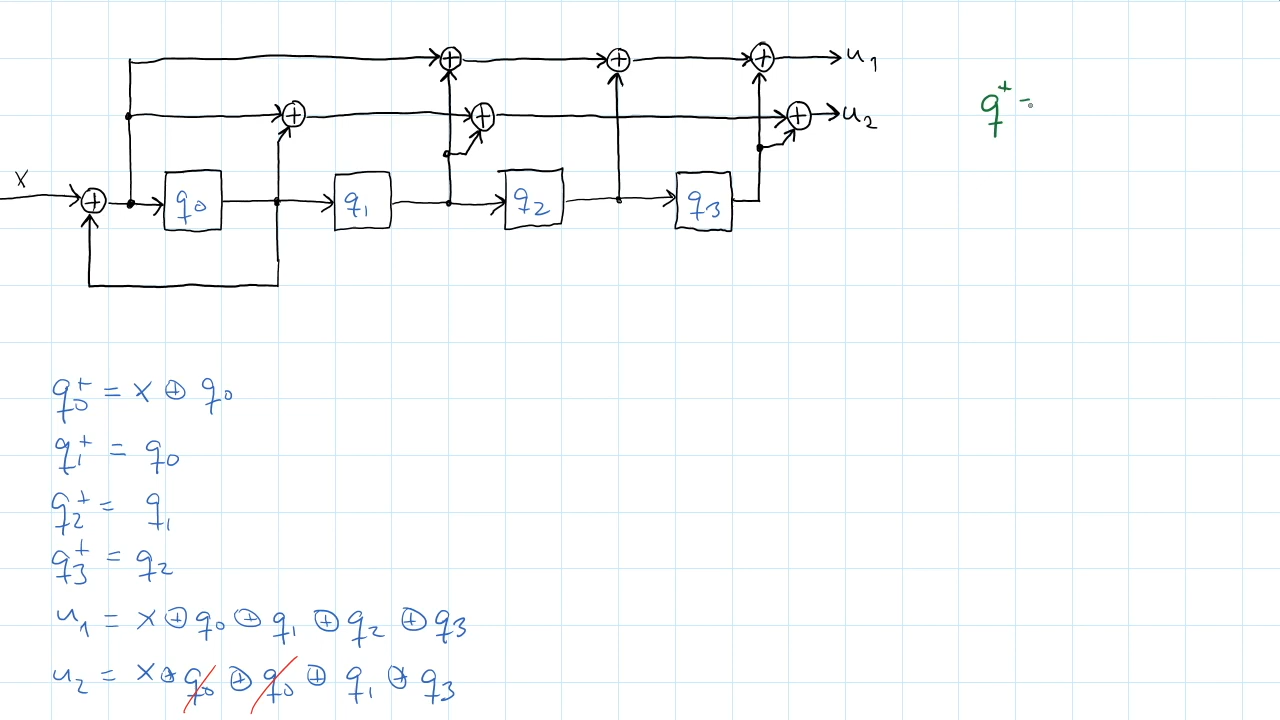 u₁
q⁺ =
u₂
x
q₀ q₁ q₂ q₃
q₀⁺ = x ⊕ q₀
q₁⁺ = q₀
q₂⁺ = q₁
q₃⁺ = q₂
u₁ = x ⊕ q₀ ⊕ q₁ ⊕ q₂ ⊕ q₃
u₂ = x ⊕ q₀ ⊕ q₀ ⊕ q₁ ⊕ q₃